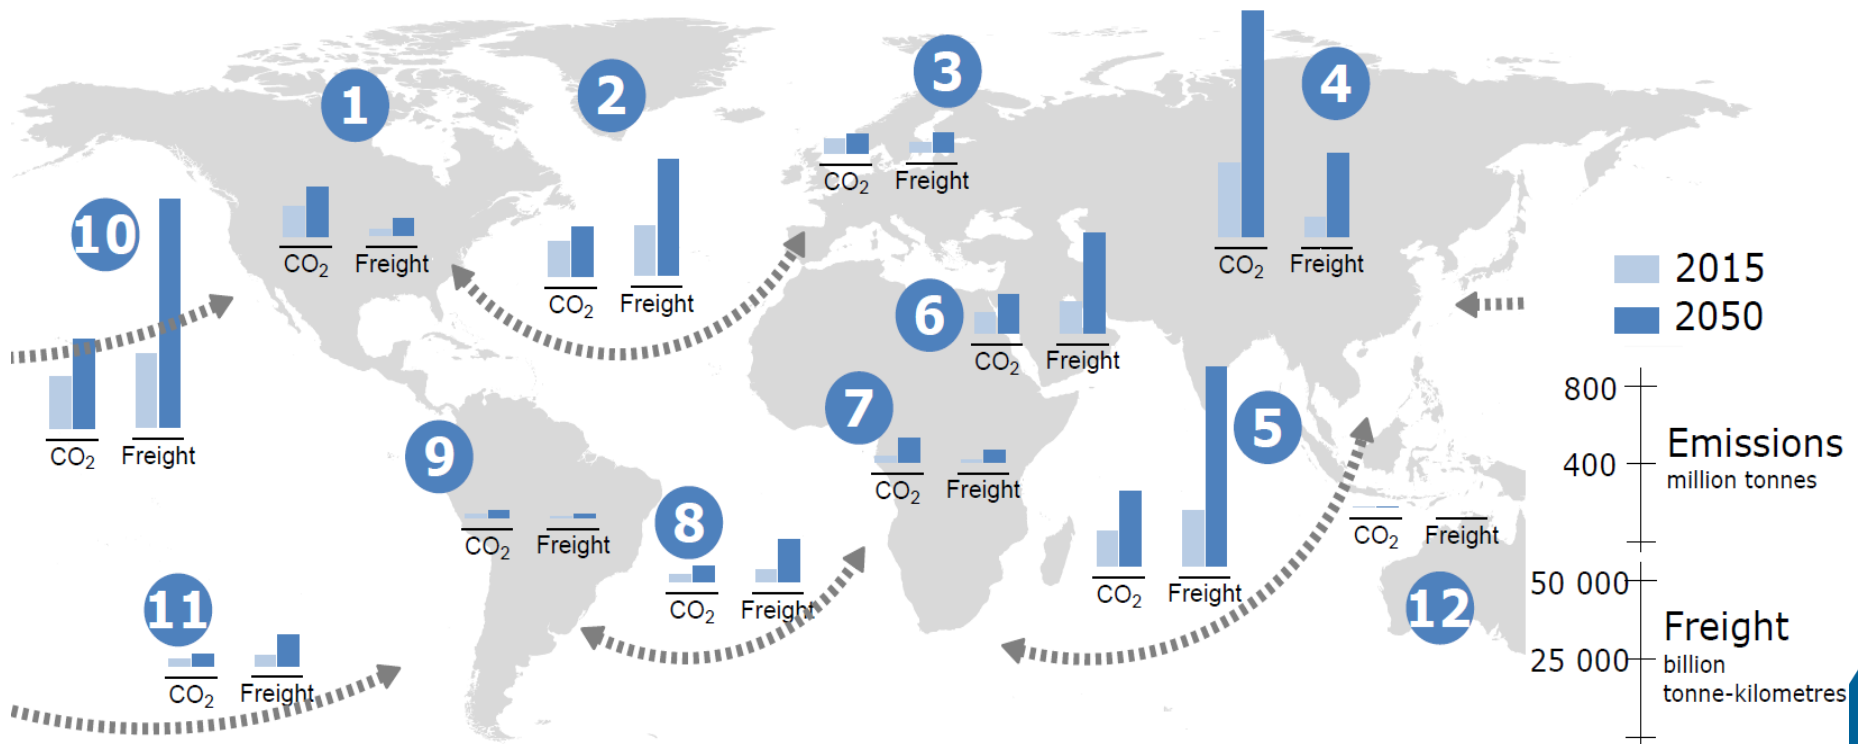 1
CO2 Freight
2
CO2 Freight
3
CO2 Freight
4
CO2 Freight
5
CO2 Freight
6
CO2 Freight
7
CO2 Freight
8
CO2 Freight
9
CO2 Freight
10
CO2 Freight
11
CO2 Freight
12
CO2 Freight
2015
2050
800
400
Emissions
million tonnes
50 000
25 000
Freight
billion
tonne-kilometres